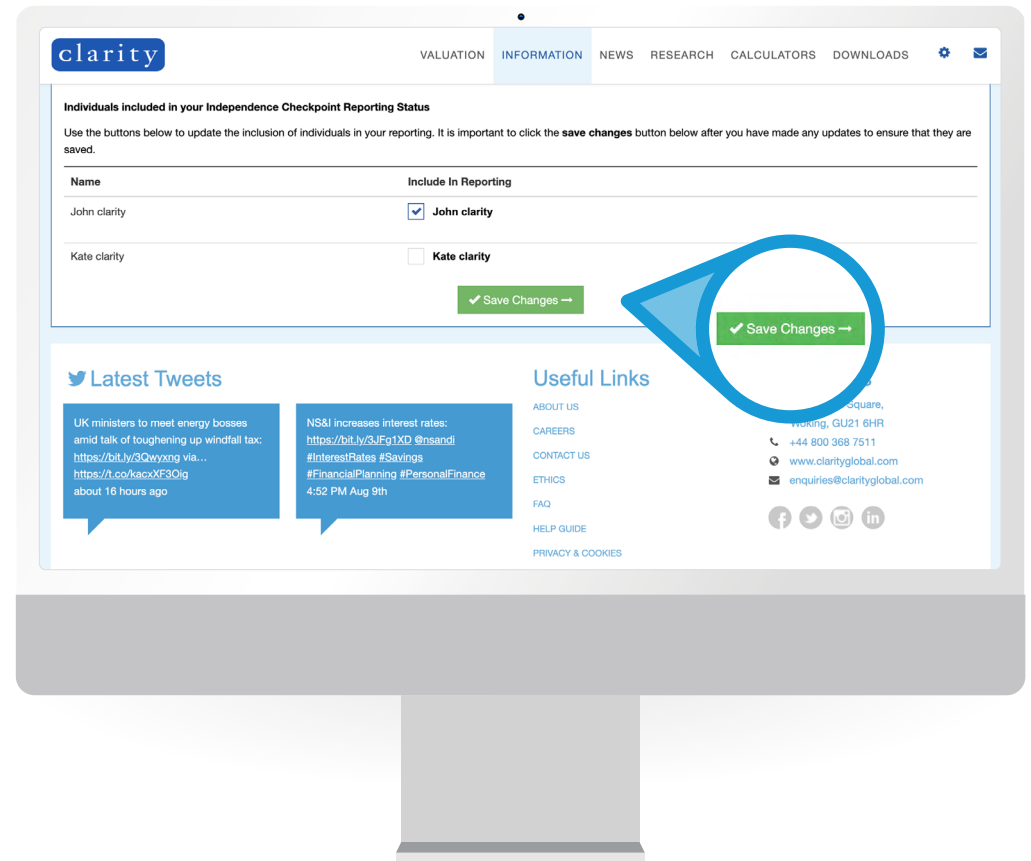 clarity
VALUATION INFORMATION NEWS RESEARCH CALCULATORS DOWNLOADS
Individuals included in your Independence Checkpoint Reporting Status
Use the buttons below to update the inclusion of individuals in your reporting. It is important to click the save changes button below after you have made any updates to ensure that they are
saved.
Name Include In Reporting
John clarity John clarity
Kate clarity Kate clarity
Save Changes
Save Changes
Latest Tweets
UK ministers to meet energy bosses
amid talk of toughening up windfall tax:
https://bit.ly/3Qwyxng via…
https://t.co/kacxXF3Oig
about 16 hours ago
NS&I increases interest rates:
https://bit.ly/3JFg1XD @nsandi
#InterestRates #Savings
#FinancialPlanning #PersonalFinance
4:52 PM Aug 9th
Useful Links
ABOUT US
CAREERS
CONTACT US
ETHICS
FAQ
HELP GUIDE
PRIVACY & COOKIES
Square,
Woking, GU21 6HR
+44 800 368 7511
www.clarityglobal.com
enquiries@clarityglobal.com